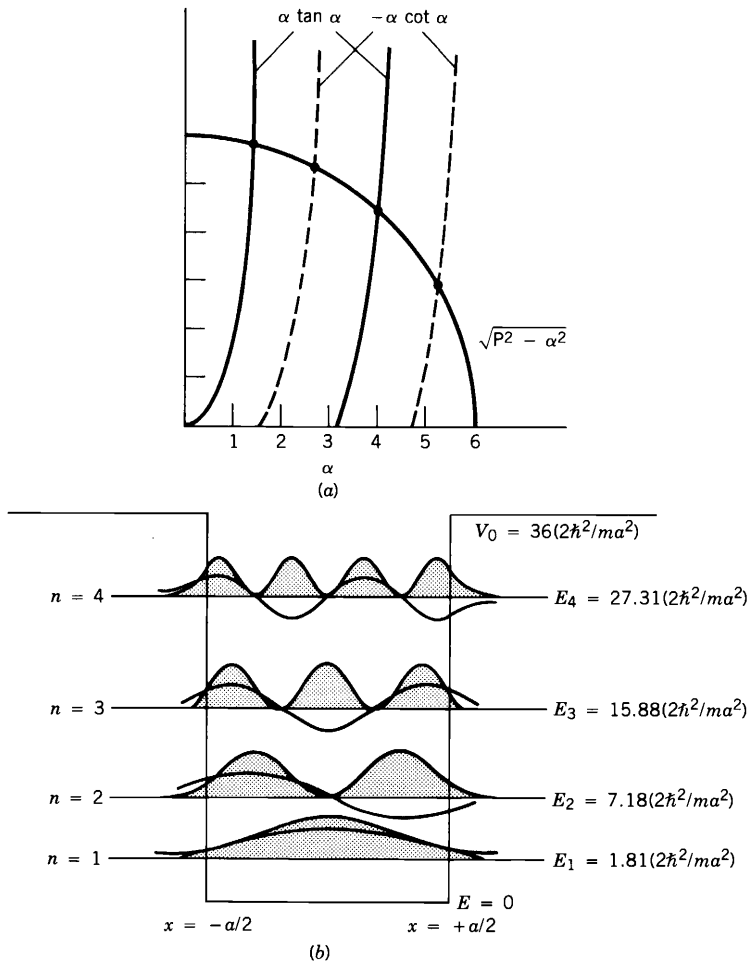 α tan α   −α cot α
√P² − α²
1 2 3 4 5 6
α
(a)
V₀ = 36(2ℏ²/ma²)
n = 4   E₄ = 27.31(2ℏ²/ma²)
n = 3   E₃ = 15.88(2ℏ²/ma²)
n = 2   E₂ = 7.18(2ℏ²/ma²)
n = 1   E₁ = 1.81(2ℏ²/ma²)
E = 0
x = −a/2   x = +a/2
(b)